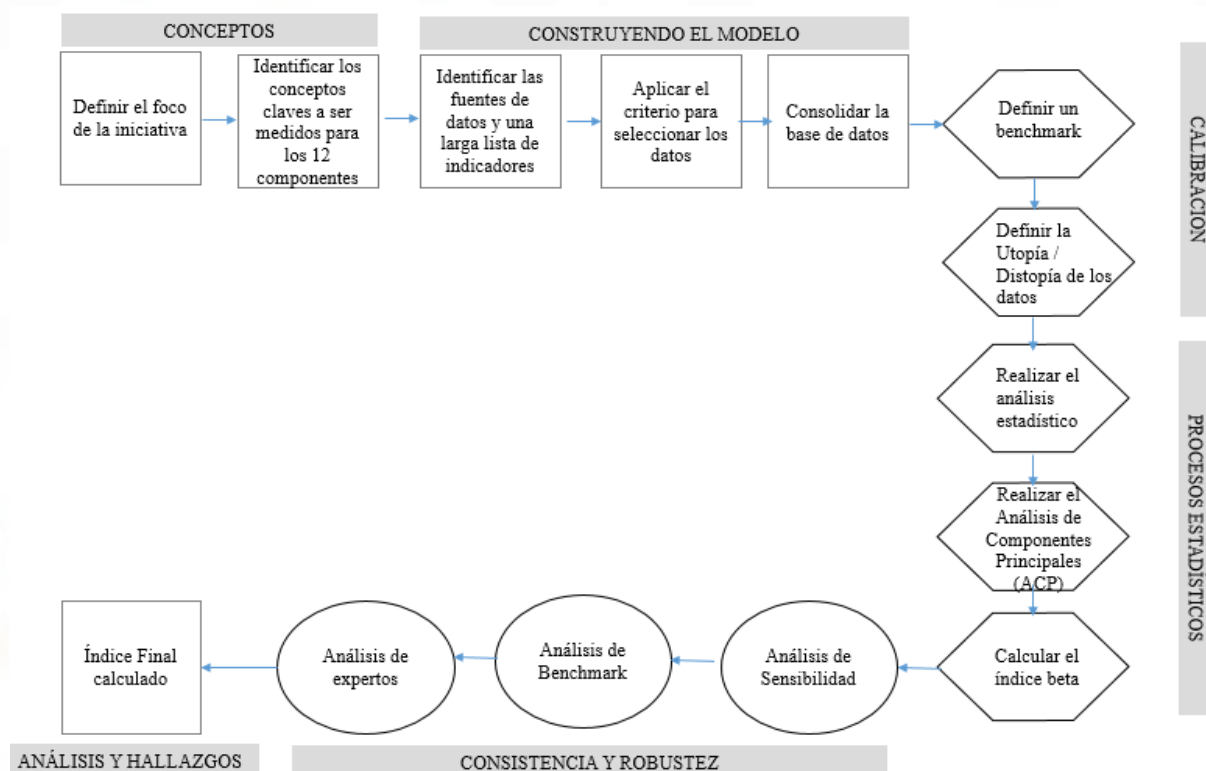 CONCEPTOS
CONSTRUYENDO EL MODELO
Definir el foco
de la iniciativa
Identificar los
conceptos
claves a ser
medidos para
los 12
componentes
Identificar las
fuentes de
datos y una
larga lista de
indicadores
Aplicar el
criterio para
seleccionar los
datos
Consolidar la
base de datos
Definir un
benchmark
CALIBRACION
Definir la
Utopía /
Distopía de los
datos
Realizar el
análisis
estadístico
PROCESOS ESTADÍSTICOS
Realizar el
Análisis de
Componentes
Principales
(ACP)
Calcular el
índice beta
Análisis de
Sensibilidad
Análisis de
Benchmark
Análisis de
expertos
Índice Final
calculado
ANÁLISIS Y HALLAZGOS
CONSISTENCIA Y ROBUSTEZ